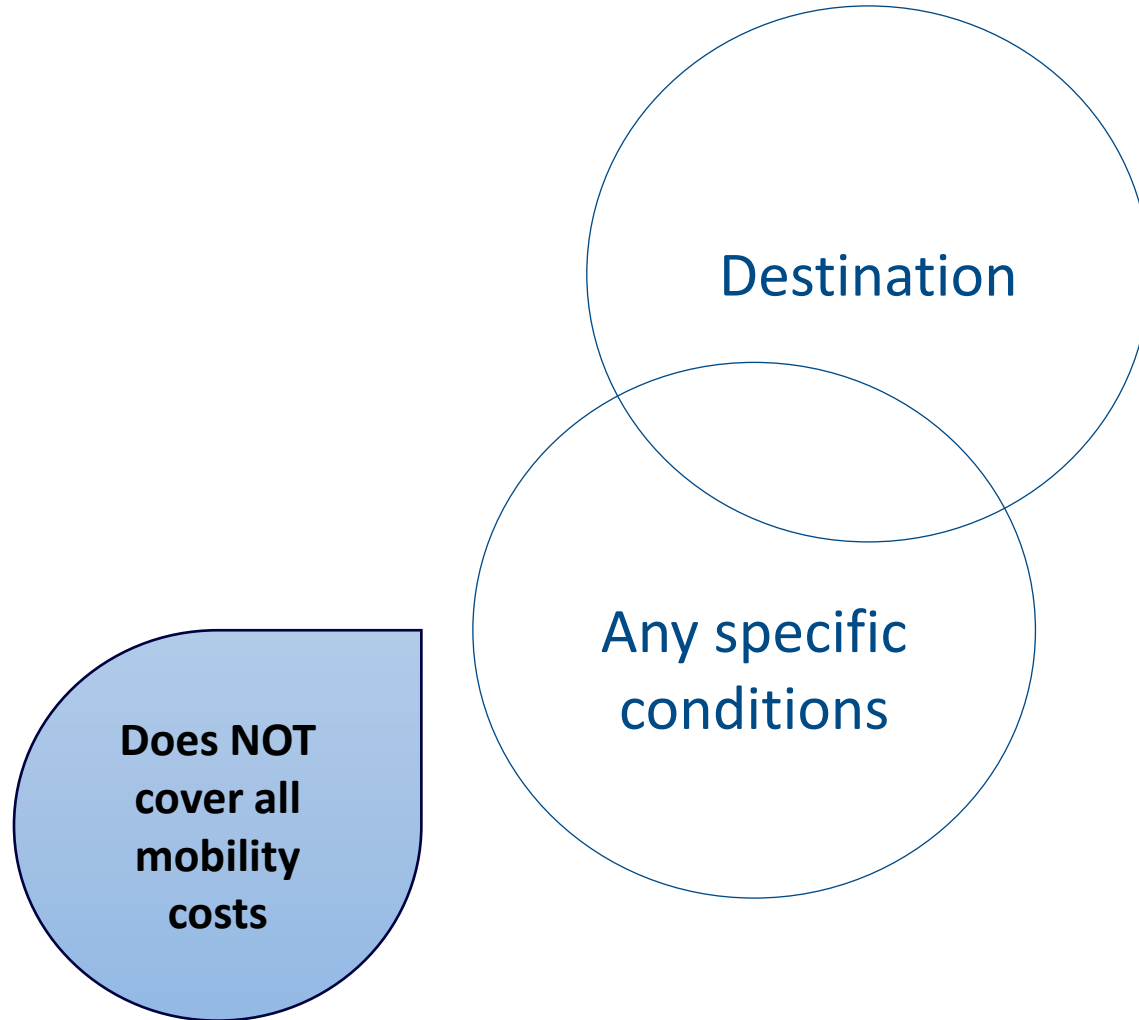 Destination
Any specific
conditions
Does NOT
cover all
mobility
costs